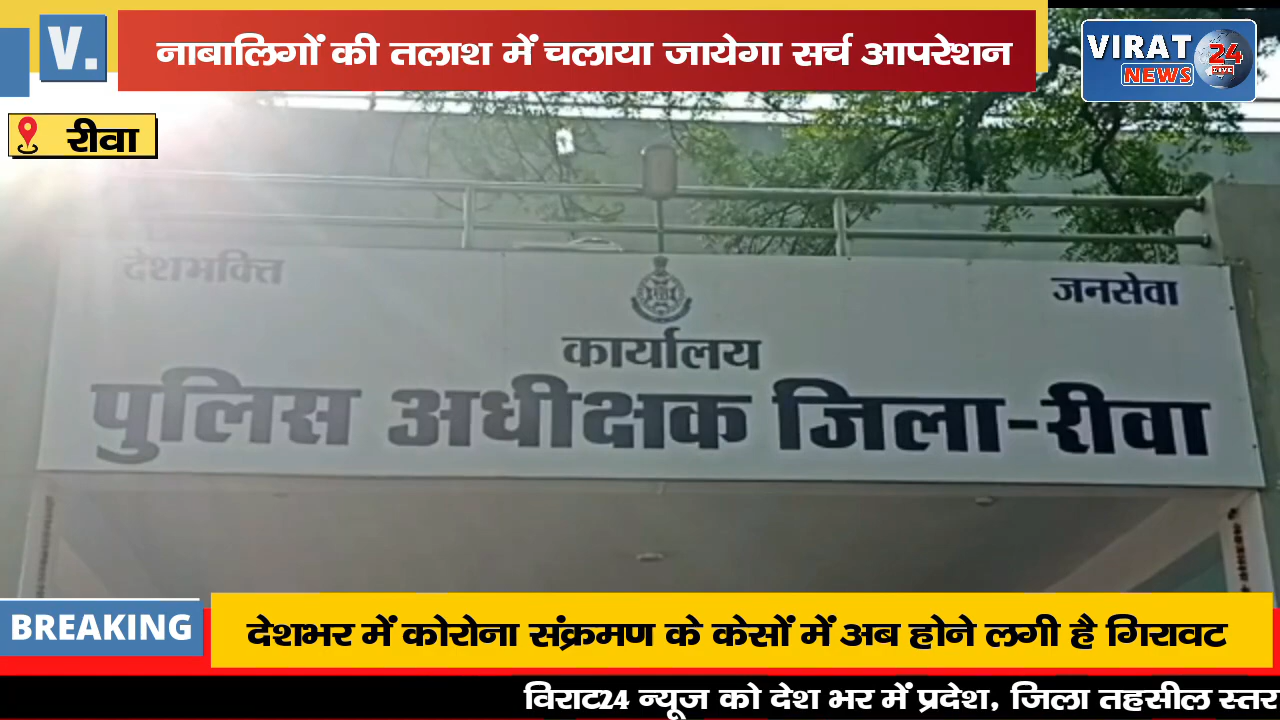 V.
नाबालिगों की तलाश में चलाया जायेगा सर्च आपरेशन
VIRAT
24
NEWS
LIVE
रीवा
देशभक्ति
जनसेवा
कार्यालय
पुलिस अधीक्षक जिला-रीवा
BREAKING
देशभर में कोरोना संक्रमण के केसों में अब होने लगी है गिरावट
विराट24 न्यूज को देश भर में प्रदेश, जिला तहसील स्तर